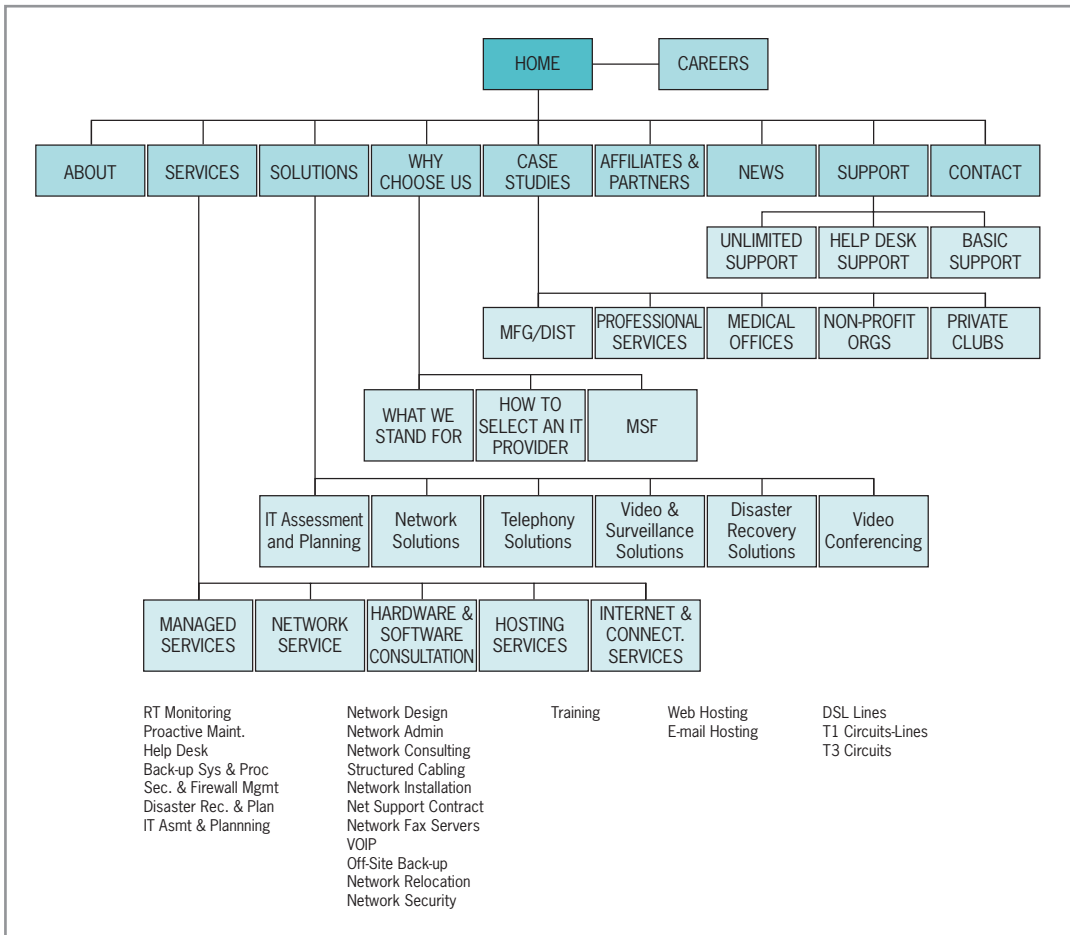 HOME
CAREERS
ABOUT
SERVICES
SOLUTIONS
WHY
CHOOSE US
CASE
STUDIES
AFFILIATES &
PARTNERS
NEWS
SUPPORT
CONTACT
UNLIMITED
SUPPORT
HELP DESK
SUPPORT
BASIC
SUPPORT
MFG/DIST
PROFESSIONAL
SERVICES
MEDICAL
OFFICES
NON-PROFIT
ORGS
PRIVATE
CLUBS
WHAT WE
STAND FOR
HOW TO
SELECT AN IT
PROVIDER
MSF
IT Assessment
and Planning
Network
Solutions
Telephony
Solutions
Video &
Surveillance
Solutions
Disaster
Recovery
Solutions
Video
Conferencing
MANAGED
SERVICES
NETWORK
SERVICE
HARDWARE &
SOFTWARE
CONSULTATION
HOSTING
SERVICES
INTERNET &
CONNECT.
SERVICES
RT Monitoring
Proactive Maint.
Help Desk
Back-up Sys & Proc
Sec. & Firewall Mgmt
Disaster Rec. & Plan
IT Asmt & Plannning
Network Design
Network Admin
Network Consulting
Structured Cabling
Network Installation
Net Support Contract
Network Fax Servers
VOIP
Off-Site Back-up
Network Relocation
Network Security
Training
Web Hosting
E-mail Hosting
DSL Lines
T1 Circuits-Lines
T3 Circuits